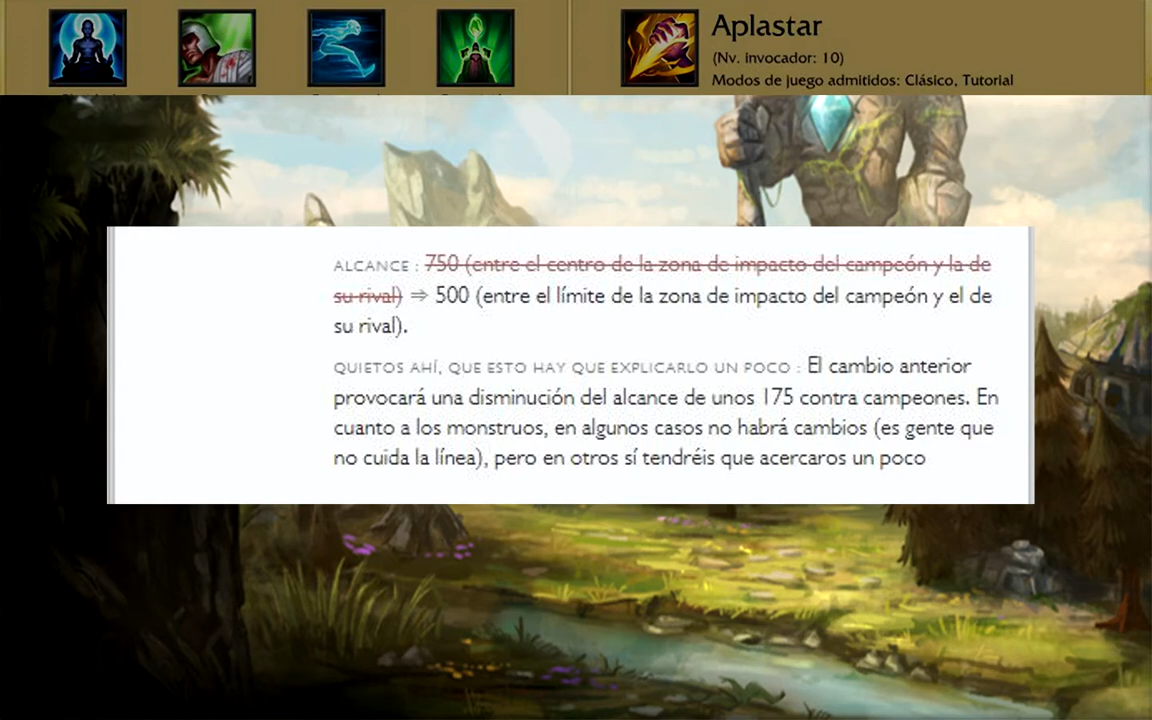 Aplastar
(Nv. invocador: 10)
Modos de juego admitidos: Clásico, Tutorial
ALCANCE : 750 (entre el centro de la zona de impacto del campeón y la de
su rival) ⇒ 500 (entre el límite de la zona de impacto del campeón y el de
su rival).
QUIETOS AHÍ, QUE ESTO HAY QUE EXPLICARLO UN POCO : El cambio anterior
provocará una disminución del alcance de unos 175 contra campeones. En
cuanto a los monstruos, en algunos casos no habrá cambios (es gente que
no cuida la línea), pero en otros sí tendréis que acercaros un poco